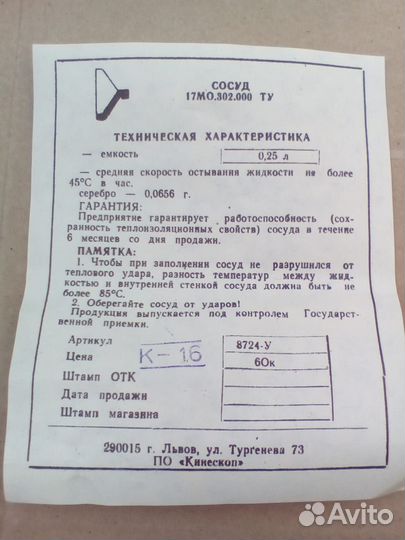 СОСУД
17МО.302.000 ТУ
ТЕХНИЧЕСКАЯ ХАРАКТЕРИСТИКА
— емкость 0,25 л
— средняя скорость остывания жидкости не более
45°С в час.
серебро — 0,0656 г.
ГАРАНТИЯ:
Предприятие гарантирует работоспособность (сох-
ранность теплоизоляционных свойств) сосуда в течение
6 месяцев со дня продажи.
ПАМЯТКА:
1. Чтобы при заполнении сосуд не разрушился от
теплового удара, разность температур между жид-
костью и внутренней стенкой сосуда должна быть не
более 85°С.
2. Оберегайте сосуд от ударов!
Продукция выпускается под контролем Государст-
венной приемки.
Артикул 8724-У
Цена К-16 60к
Штамп ОТК
Дата продажи
Штамп магазина
290015 г. Львов, ул. Тургенева 73
ПО «Кинескоп»
Avito